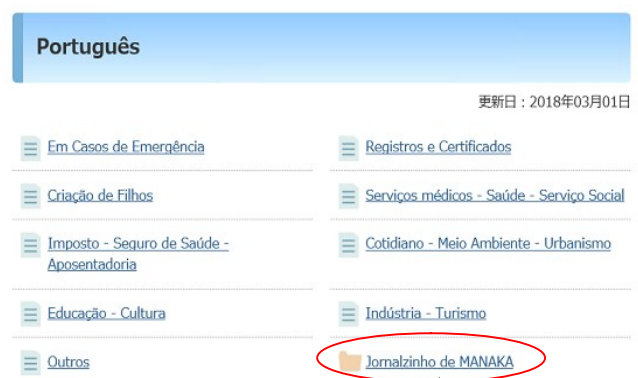 Português
更新日：2018年03月01日
Em Casos de Emergência
Registros e Certificados
Criação de Filhos
Serviços médicos - Saúde - Serviço Social
Imposto - Seguro de Saúde -
Aposentadoria
Cotidiano - Meio Ambiente - Urbanismo
Educação - Cultura
Indústria - Turismo
Outros
Jornalzinho de MANAKA